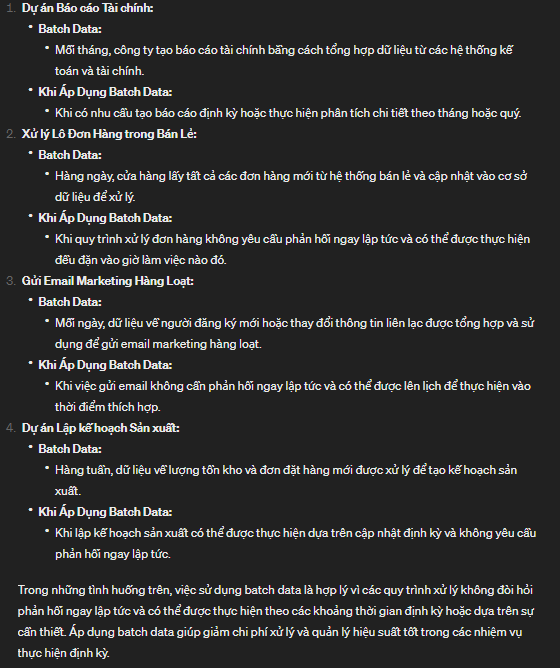 1. Dự án Báo cáo Tài chính:
• Batch Data:
• Mỗi tháng, công ty tạo báo cáo tài chính bằng cách tổng hợp dữ liệu từ các hệ thống kế
toán và tài chính.
• Khi Áp Dụng Batch Data:
• Khi có nhu cầu tạo báo cáo định kỳ hoặc thực hiện phân tích chi tiết theo tháng hoặc quý.
2. Xử lý Lô Đơn Hàng trong Bán Lẻ:
• Batch Data:
• Hàng ngày, cửa hàng lấy tất cả các đơn hàng mới từ hệ thống bán lẻ và cập nhật vào cơ sở
dữ liệu để xử lý.
• Khi Áp Dụng Batch Data:
• Khi quy trình xử lý đơn hàng không yêu cầu phản hồi ngay lập tức và có thể được thực hiện
đều đặn vào giờ làm việc nào đó.
3. Gửi Email Marketing Hàng Loạt:
• Batch Data:
• Mỗi ngày, dữ liệu về người đăng ký mới hoặc thay đổi thông tin liên lạc được tổng hợp và sử
dụng để gửi email marketing hàng loạt.
• Khi Áp Dụng Batch Data:
• Khi việc gửi email không cần phản hồi ngay lập tức và có thể được lên lịch để thực hiện vào
thời điểm thích hợp.
4. Dự án Lập kế hoạch Sản xuất:
• Batch Data:
• Hàng tuần, dữ liệu về lượng tồn kho và đơn đặt hàng mới được xử lý để tạo kế hoạch sản
xuất.
• Khi Áp Dụng Batch Data:
• Khi lập kế hoạch sản xuất có thể được thực hiện dựa trên cập nhật định kỳ và không yêu cầu
phản hồi ngay lập tức.
Trong những tình huống trên, việc sử dụng batch data là hợp lý vì các quy trình xử lý không đòi hỏi
phản hồi ngay lập tức và có thể được thực hiện theo các khoảng thời gian định kỳ hoặc dựa trên sự
cần thiết. Áp dụng batch data giúp giảm chi phí xử lý và quản lý hiệu suất tốt trong các nhiệm vụ
thực hiện định kỳ.